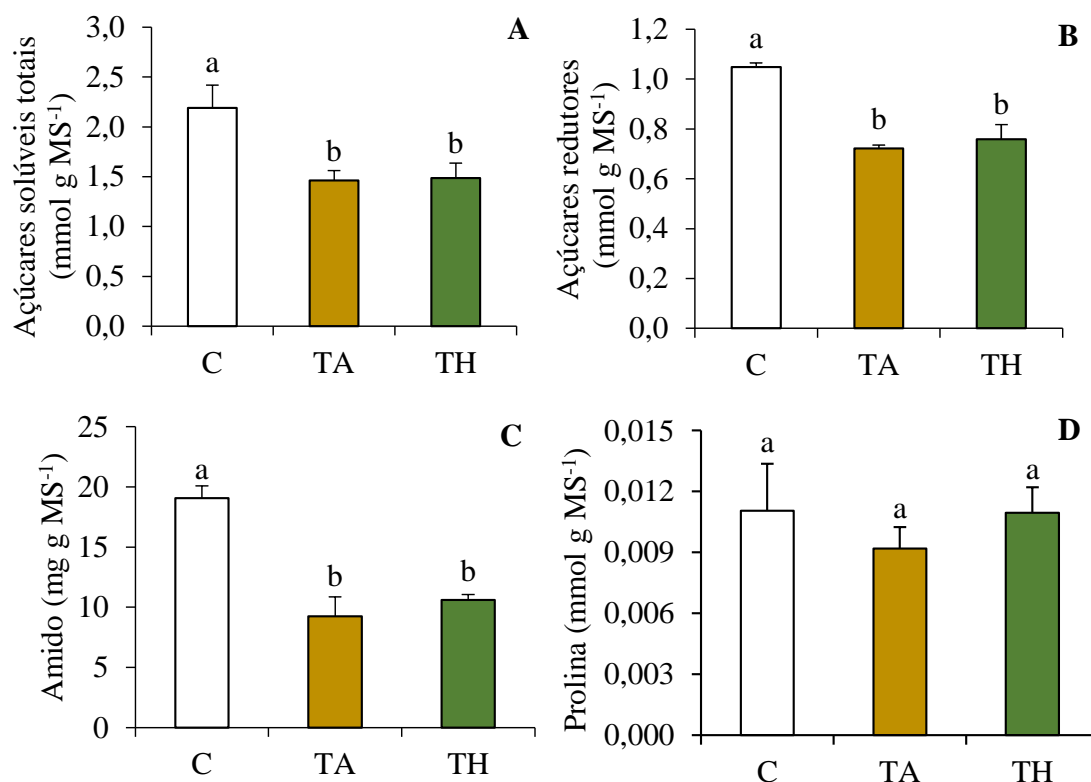 A
Açúcares solúveis totais
(mmol g MS⁻¹)
3,0
2,5
2,0
1,5
1,0
0,5
0,0
a
b
b
C
TA
TH
B
Açúcares redutores
(mmol g MS⁻¹)
1,2
1,0
0,8
0,6
0,4
0,2
0,0
a
b
b
C
TA
TH
C
Amido (mg g MS⁻¹)
25
20
15
10
5
0
a
b
b
C
TA
TH
D
Prolina (mmol g MS⁻¹)
0,015
0,012
0,009
0,006
0,003
0,000
a
a
a
C
TA
TH